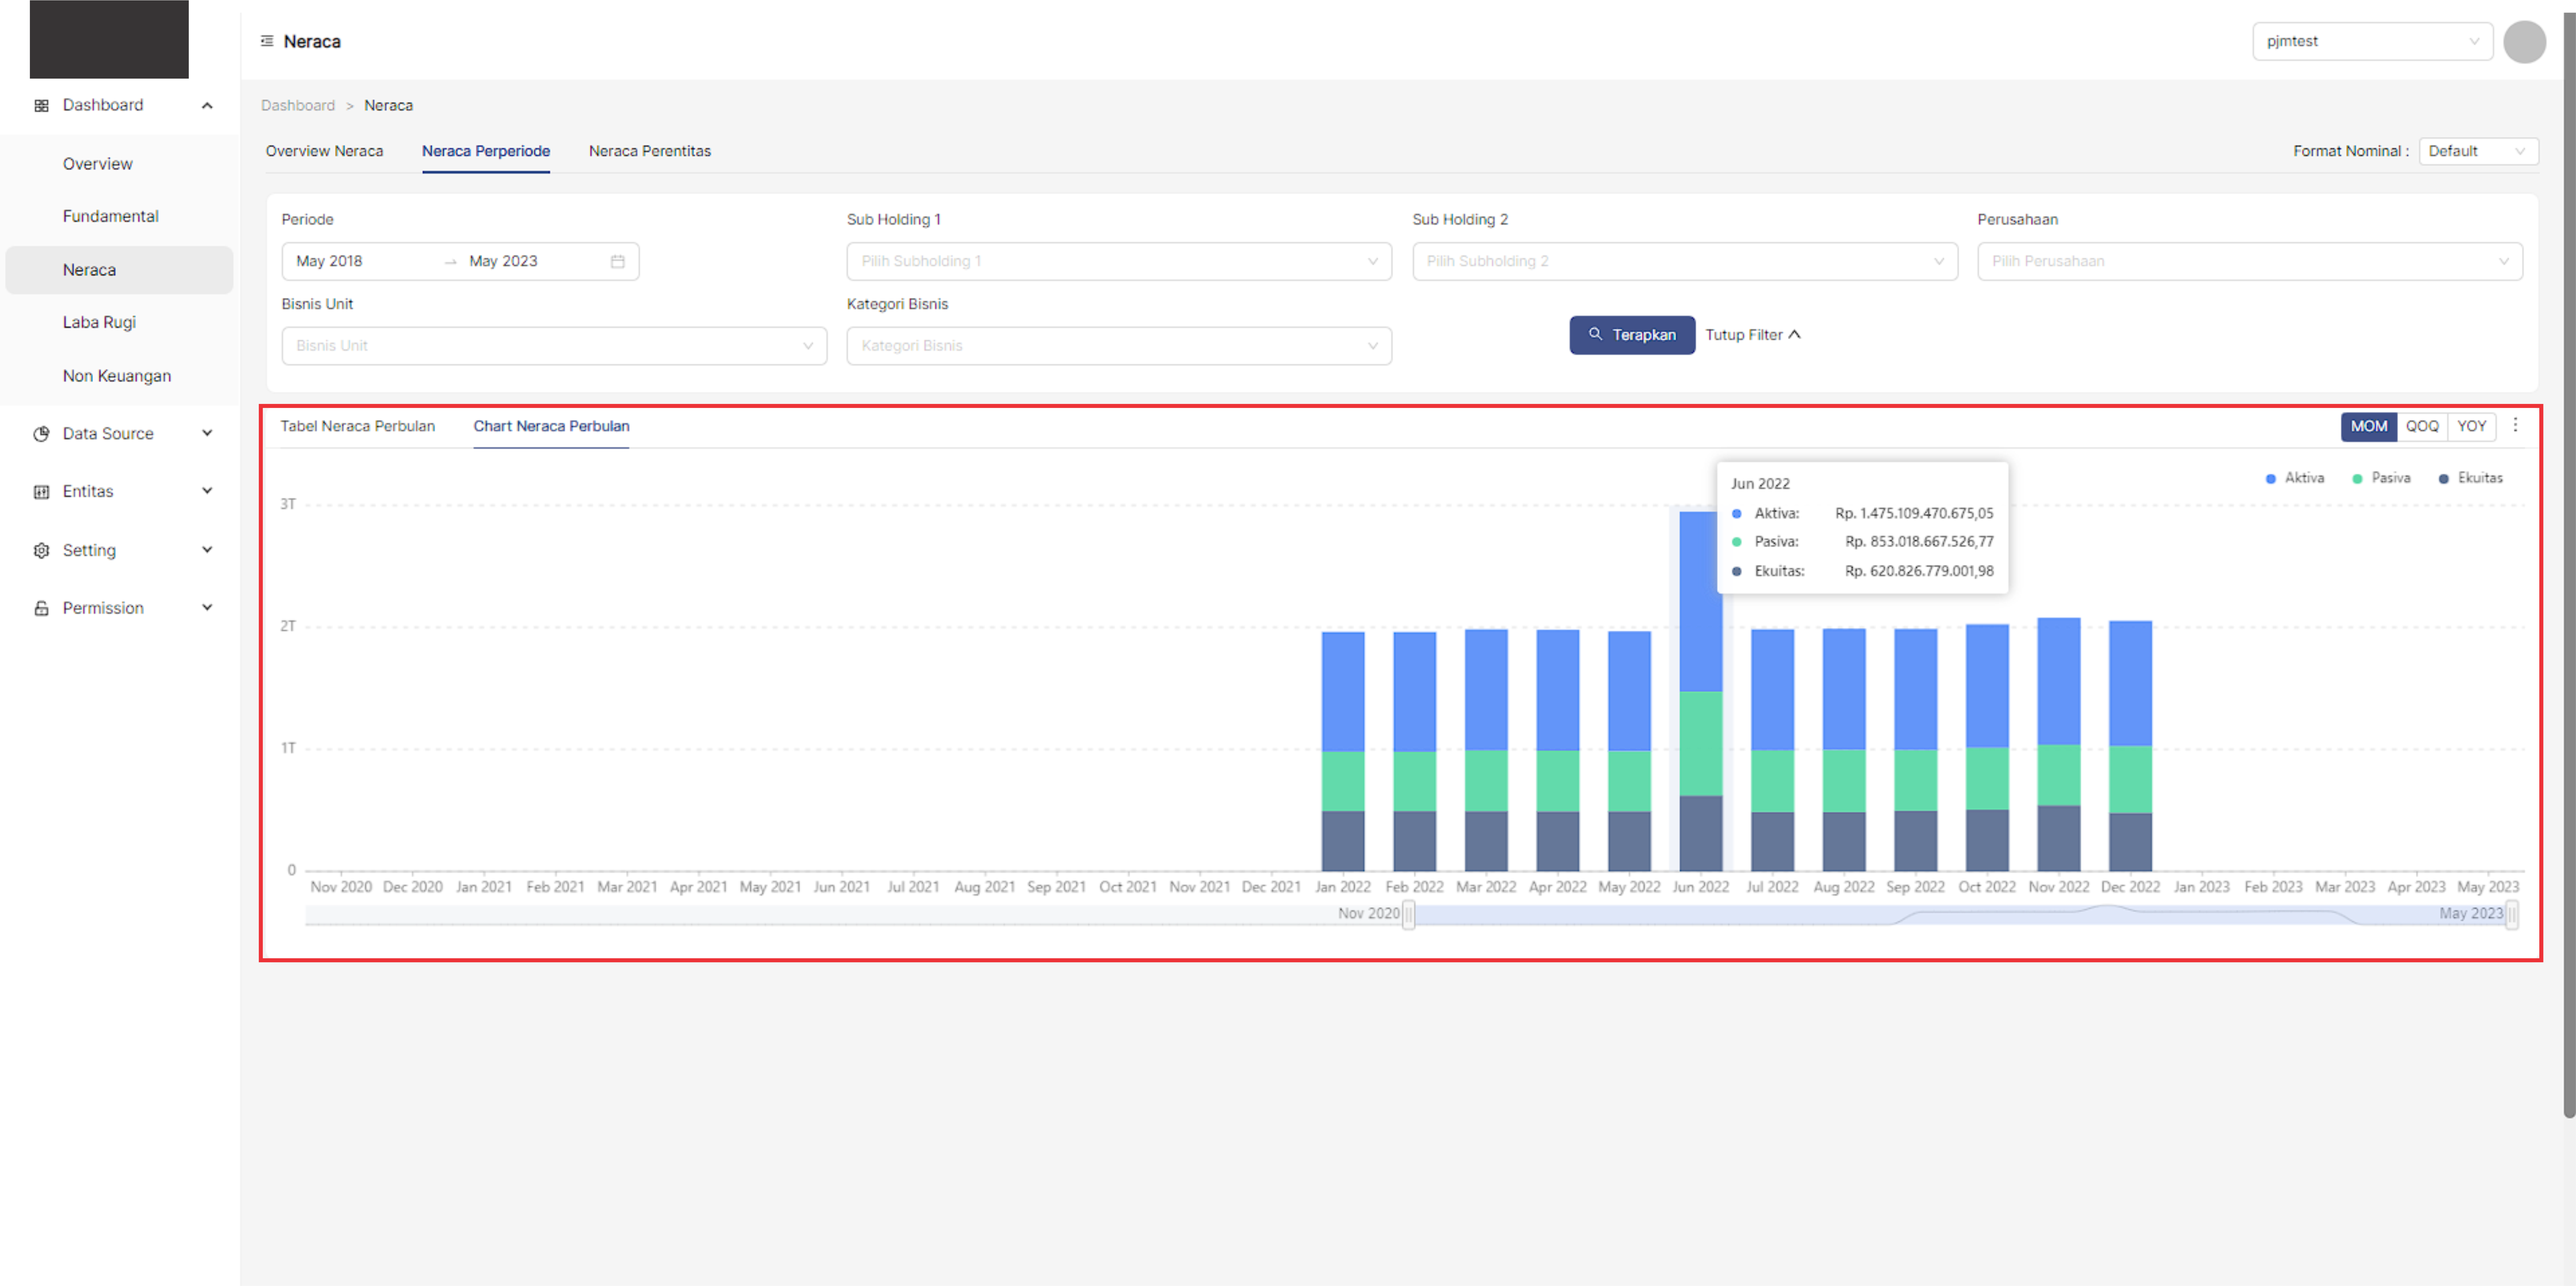 Neraca
pjmtest
Dashboard
Overview
Fundamental
Neraca
Laba Rugi
Non Keuangan
Data Source
Entitas
Setting
Permission
Dashboard > Neraca
Overview Neraca Neraca Perperiode Neraca Perentitas
Format Nominal : Default
Periode Sub Holding 1 Sub Holding 2 Perusahaan
May 2018 → May 2023 Pilih Subholding 1 Pilih Subholding 2 Pilih Perusahaan
Bisnis Unit Kategori Bisnis
Bisnis Unit Kategori Bisnis Terapkan Tutup Filter
Tabel Neraca Perbulan Chart Neraca Perbulan
MOM QOQ YOY
Aktiva Pasiva Ekuitas
Jun 2022
Aktiva: Rp. 1.475.109.470.675,05
Pasiva: Rp. 853.018.667.526,77
Ekuitas: Rp. 620.826.779.001,98
3T
2T
1T
0
Nov 2020 Dec 2020 Jan 2021 Feb 2021 Mar 2021 Apr 2021 May 2021 Jun 2021 Jul 2021 Aug 2021 Sep 2021 Oct 2021 Nov 2021 Dec 2021 Jan 2022 Feb 2022 Mar 2022 Apr 2022 May 2022 Jun 2022 Jul 2022 Aug 2022 Sep 2022 Oct 2022 Nov 2022 Dec 2022 Jan 2023 Feb 2023 Mar 2023 Apr 2023 May 2023
Nov 2020 May 2023